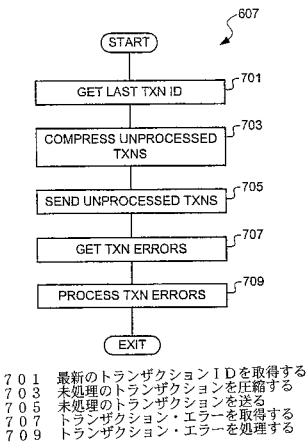 607
START
GET LAST TXN ID
701
COMPRESS UNPROCESSED
TXNS
703
SEND UNPROCESSED TXNS
705
GET TXN ERRORS
707
PROCESS TXN ERRORS
709
EXIT
701 最新のトランザクションIDを取得する
703 未処理のトランザクションを圧縮する
705 未処理のトランザクションを送る
707 トランザクション・エラーを取得する
709 トランザクション・エラーを処理する